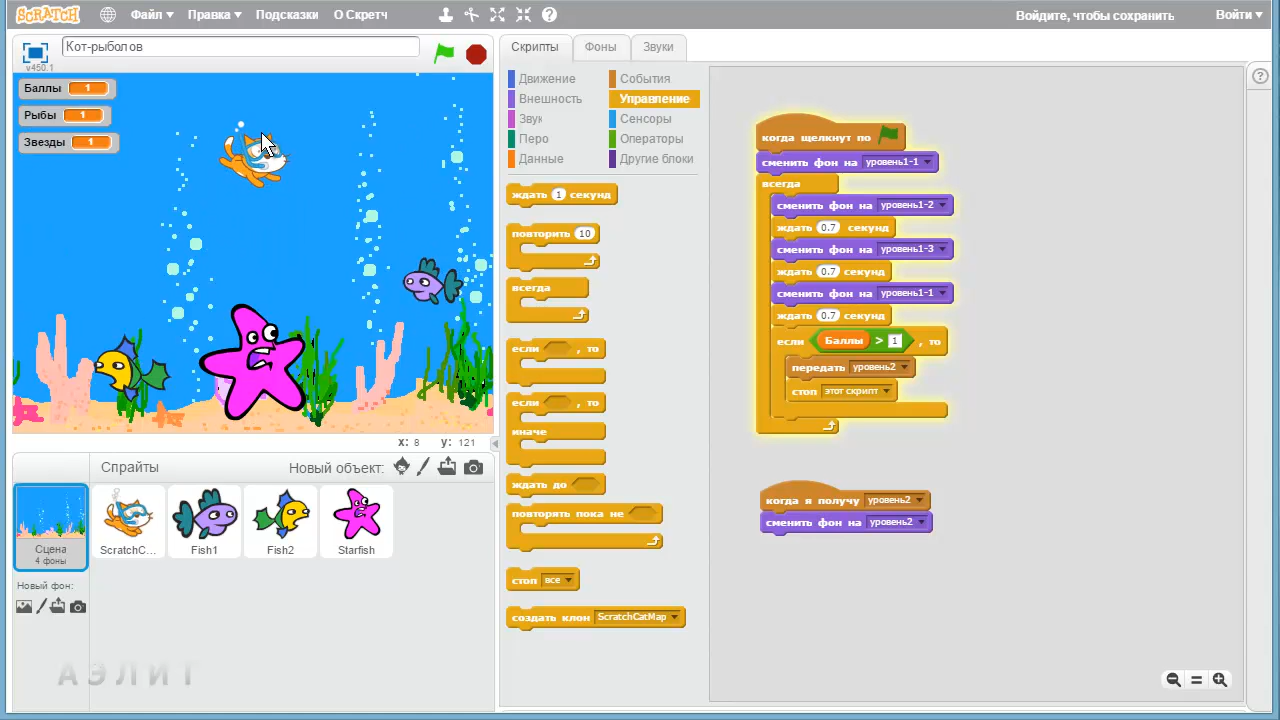 SCRATCH Файл Правка Подсказки О Скретч Войдите, чтобы сохранить Войти
v450.1 Кот-рыболов
Баллы 1
Рыбы 1
Звезды 1
x: 8 y: 121
Спрайты Новый объект:
Сцена
4 фоны
ScratchC...
Fish1
Fish2
Starfish
Новый фон:
АЭЛИТ
Скрипты Фоны Звуки
Движение События
Внешность Управление
Звук Сенсоры
Перо Операторы
Данные Другие блоки
ждать 1 секунд
повторить 10
всегда
если , то
если , то
иначе
ждать до
повторять пока не
стоп все
создать клон ScratchCatMap
когда щелкнут по
сменить фон на уровень1-1
всегда
сменить фон на уровень1-2
ждать 0.7 секунд
сменить фон на уровень1-3
ждать 0.7 секунд
сменить фон на уровень1-1
ждать 0.7 секунд
если Баллы > 1 , то
передать уровень2
стоп этот скрипт
когда я получу уровень2
сменить фон на уровень2